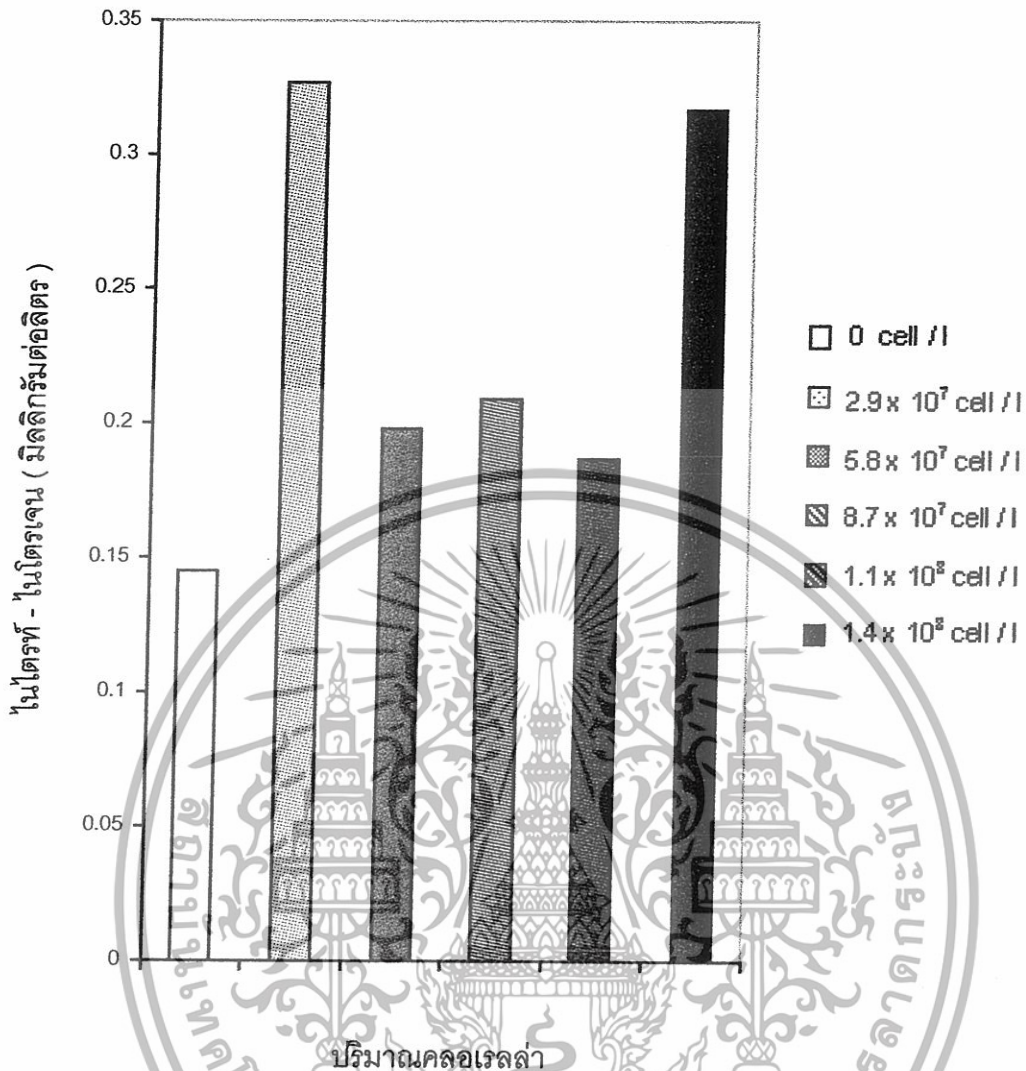 0.35
0.3
0.25
0.2
0.15
0.1
0.05
0
ไนไตรท์ - ไนโตรเจน ( มิลลิกรัมต่อลิตร )
ปริมาณคลอเรลล่า
0 cell / l
2.9 x 10⁷ cell / l
5.8 x 10⁷ cell / l
8.7 x 10⁷ cell / l
1.1 x 10⁸ cell / l
1.4 x 10⁸ cell / l